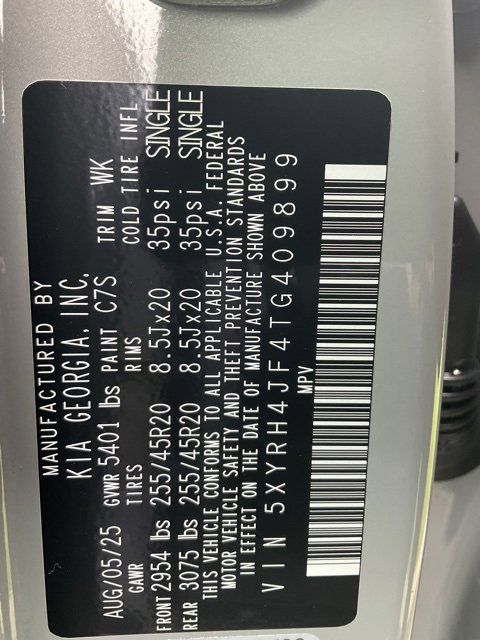 MANUFACTURED BY
KIA GEORGIA, INC.
AUG/05/25 GVWR 5401 lbs PAINT C7S TRIM WK
GAWR TIRES RIMS COLD TIRE INFL
FRONT 2954 lbs 255/45R20 8.5Jx20 35psi SINGLE
REAR 3075 lbs 255/45R20 8.5Jx20 35psi SINGLE
THIS VEHICLE CONFORMS TO ALL APPLICABLE U.S.A. FEDERAL
MOTOR VEHICLE SAFETY AND THEFT PREVENTION STANDARDS
IN EFFECT ON THE DATE OF MANUFACTURE SHOWN ABOVE
VIN 5XYRH4JF4TG409899
MPV